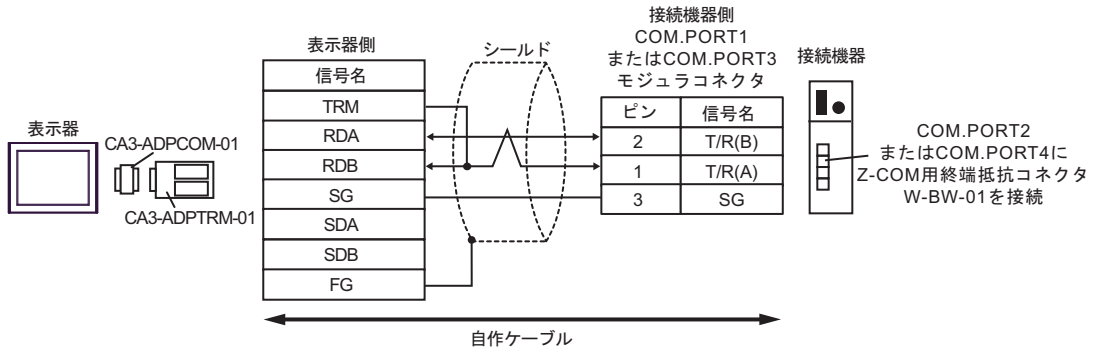 表示器
CA3-ADPCOM-01
CA3-ADPTRM-01
表示器側
信号名
TRM
RDA
RDB
SG
SDA
SDB
FG
シールド
接続機器側
COM.PORT1
またはCOM.PORT3
モジュラコネクタ
ピン 信号名
2 T/R(B)
1 T/R(A)
3 SG
接続機器
COM.PORT2
またはCOM.PORT4に
Z-COM用終端抵抗コネクタ
W-BW-01を接続
自作ケーブル